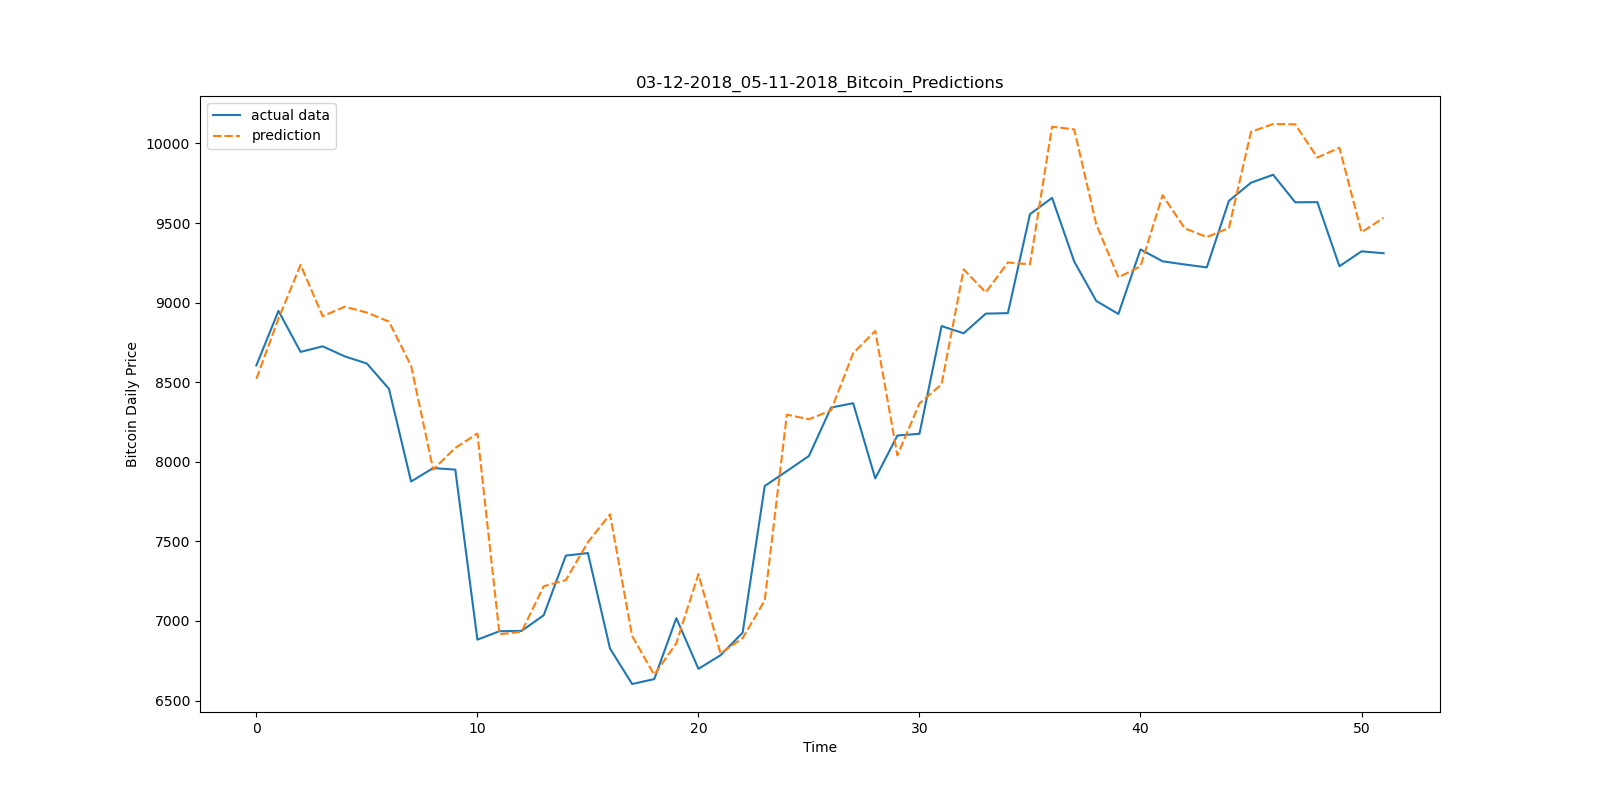 03-12-2018_05-11-2018_Bitcoin_Predictions
actual data
prediction
10000
9500
9000
8500
8000
7500
7000
6500
Bitcoin Daily Price
0 10 20 30 40 50
Time